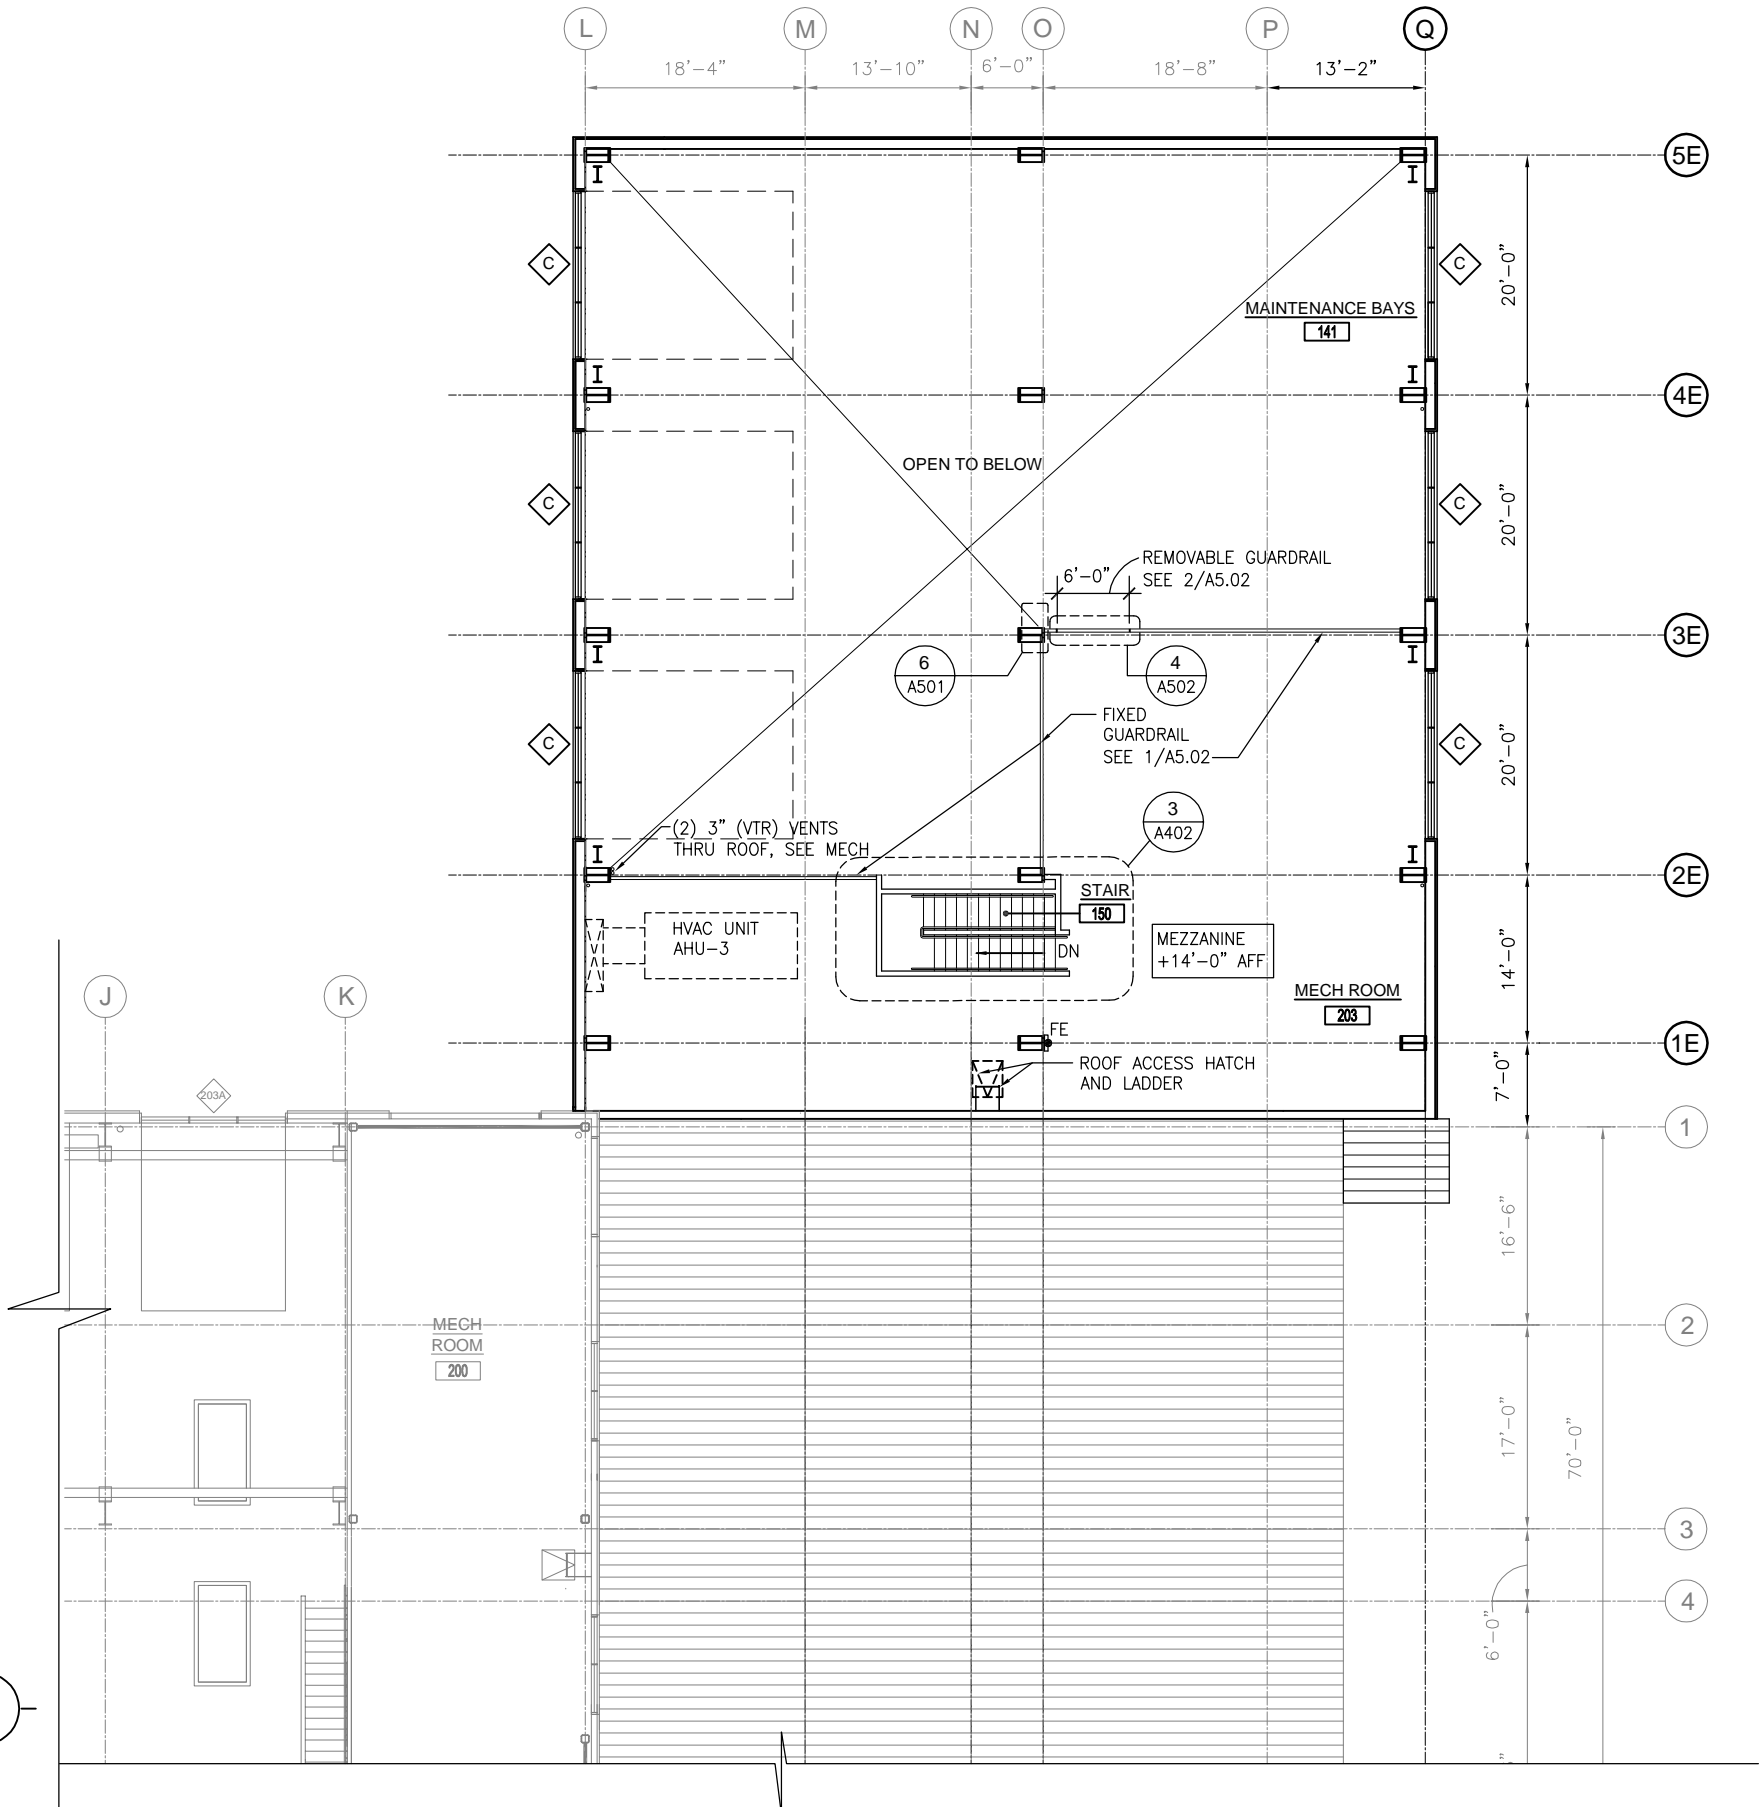 L
M
N
O
P
Q
18'-4"
13'-10"
6'-0"
18'-8"
13'-2"
5E
C
C
20'-0"
MAINTENANCE BAYS
141
4E
OPEN TO BELOW
C
C
20'-0"
REMOVABLE GUARDRAIL
SEE 2/A5.02
6'-0"
3E
6
A501
4
A502
FIXED
GUARDRAIL
SEE 1/A5.02
C
C
20'-0"
3
A402
(2) 3" (VTR) VENTS
THRU ROOF, SEE MECH
2E
STAIR
150
HVAC UNIT
AHU-3
DN
MEZZANINE
+14'-0" AFF
14'-0"
MECH ROOM
203
J
K
FE
1E
ROOF ACCESS HATCH
AND LADDER
7'-0"
203A
1
16'-6"
MECH
ROOM
200
2
17'-0"
70'-0"
3
4
6'-0"